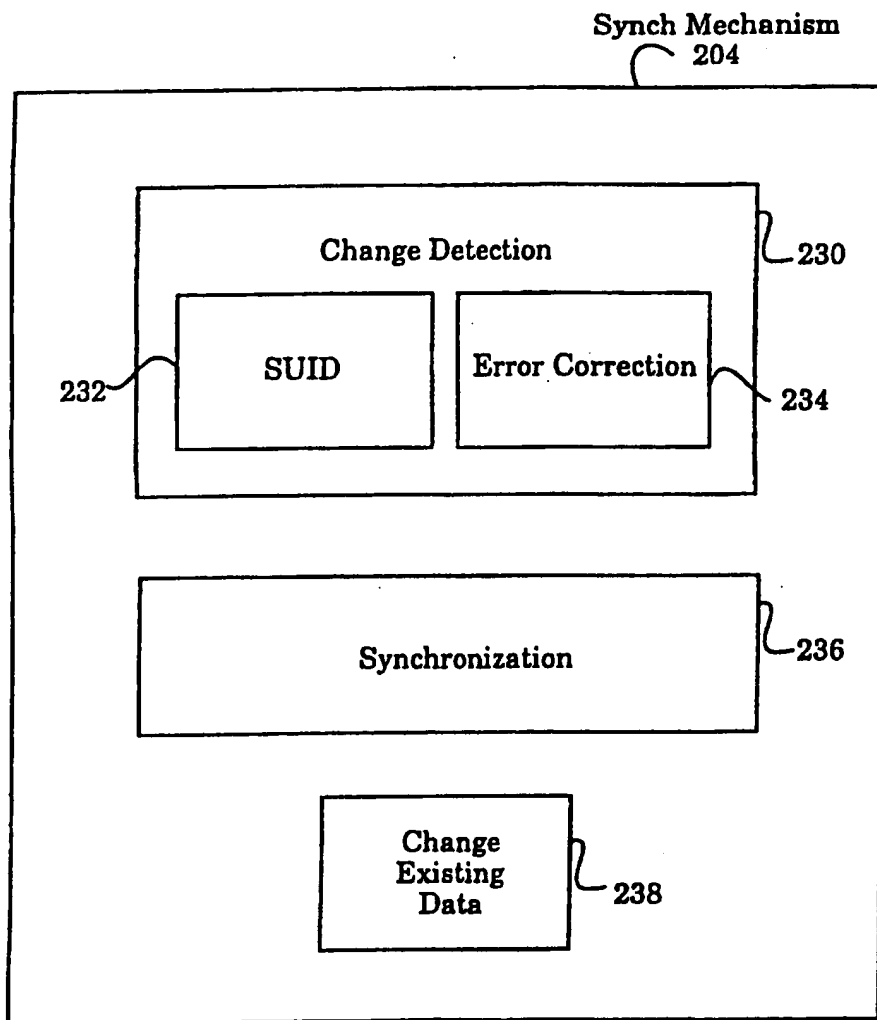 Synch Mechanism
204
Change Detection
230
SUID
Error Correction
232
234
Synchronization
236
Change
Existing
Data
238